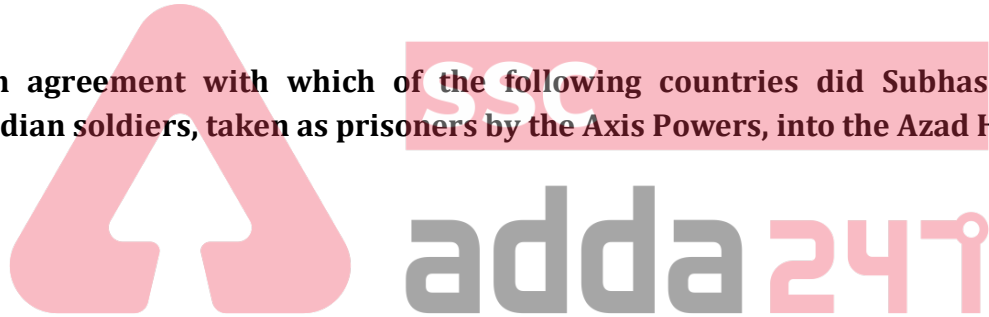 agreement with which of the following countries did Subhas
soldiers, taken as prisoners by the Axis Powers, into the Azad
SSC
adda 247